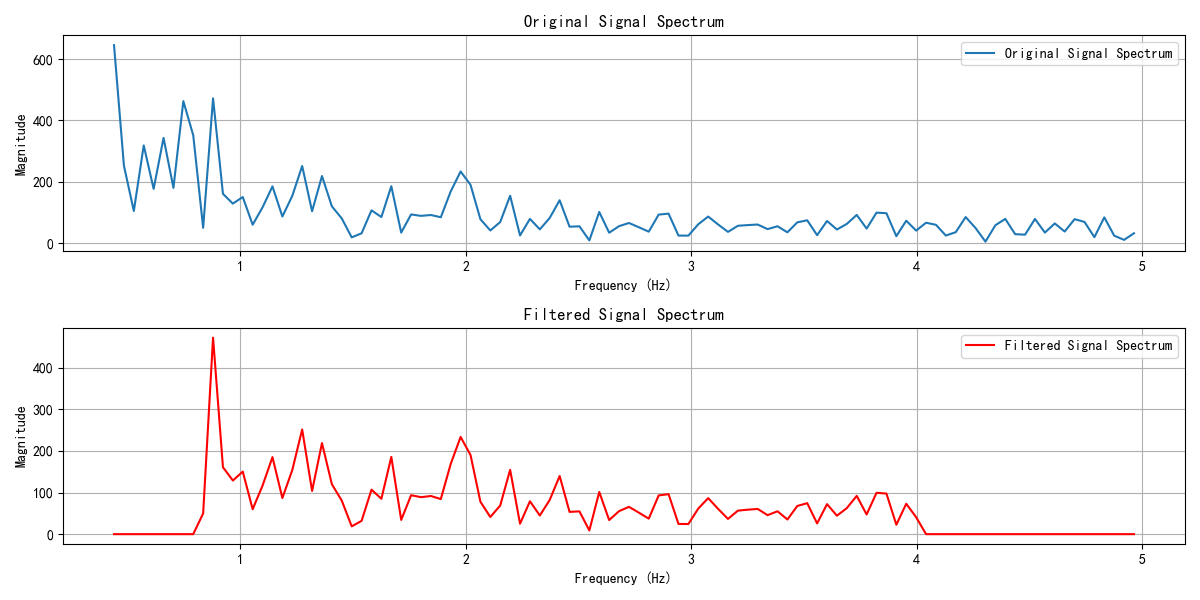 Original Signal Spectrum
Original Signal Spectrum
Magnitude
600
400
200
0
1 2 3 4 5
Frequency (Hz)
Filtered Signal Spectrum
Filtered Signal Spectrum
Magnitude
400
300
200
100
0
1 2 3 4 5
Frequency (Hz)